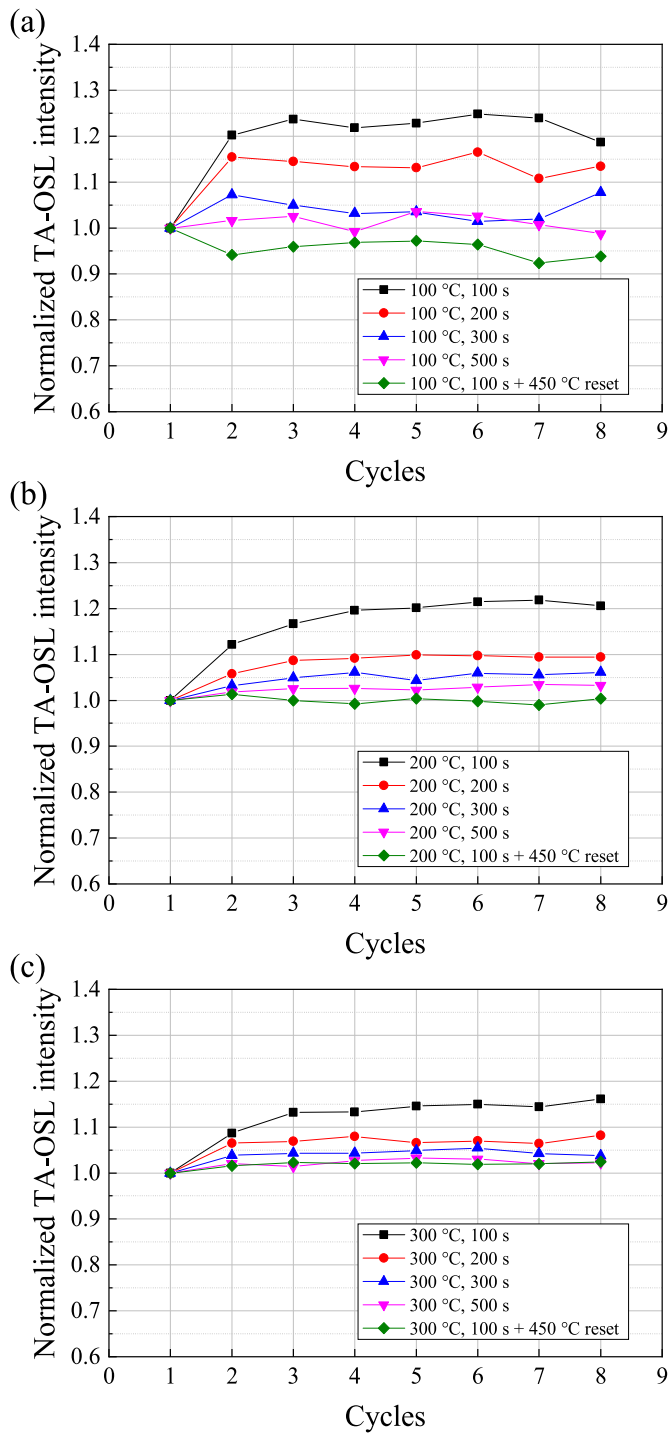 (a)
Normalized TA-OSL intensity
1.4
1.3
1.2
1.1
1.0
0.9
0.8
0.7
0.6
100 °C, 100 s
100 °C, 200 s
100 °C, 300 s
100 °C, 500 s
100 °C, 100 s + 450 °C reset
0 1 2 3 4 5 6 7 8 9
Cycles
(b)
Normalized TA-OSL intensity
1.4
1.3
1.2
1.1
1.0
0.9
0.8
0.7
0.6
200 °C, 100 s
200 °C, 200 s
200 °C, 300 s
200 °C, 500 s
200 °C, 100 s + 450 °C reset
0 1 2 3 4 5 6 7 8 9
Cycles
(c)
Normalized TA-OSL intensity
1.4
1.3
1.2
1.1
1.0
0.9
0.8
0.7
0.6
300 °C, 100 s
300 °C, 200 s
300 °C, 300 s
300 °C, 500 s
300 °C, 100 s + 450 °C reset
0 1 2 3 4 5 6 7 8 9
Cycles